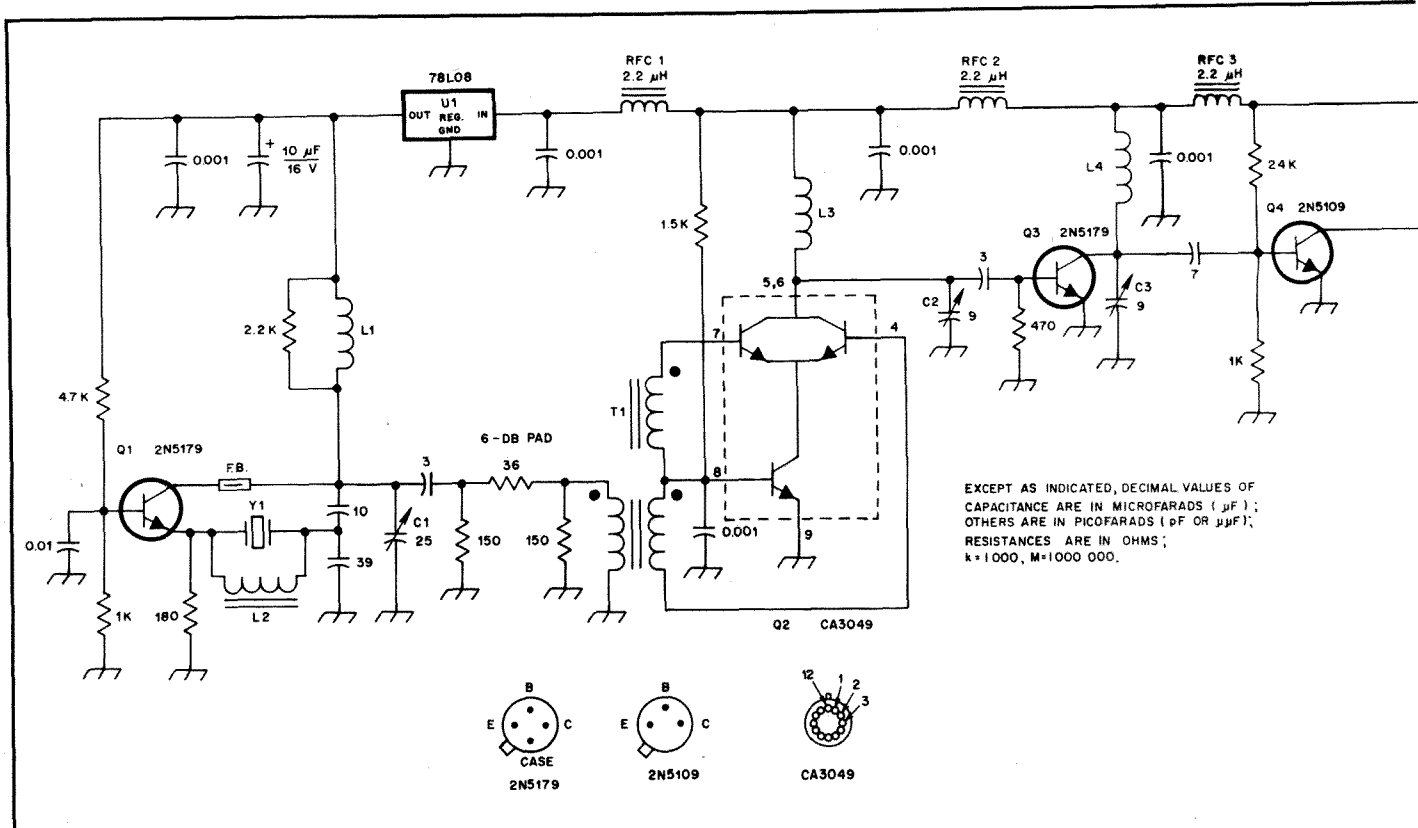 RFC 1
2.2 µH
RFC 2
2.2 µH
RFC 3
2.2 µH
78L08
U1
OUT REG. IN
GND
0.001
+ 10 µF
16 V
0.001
0.001
0.001
L4
24K
Q4 2N5109
1.5K
L3
Q3 2N5179
3
7
2.2K
L1
5,6
C2
9
470
C3
9
7
4
1K
4.7K
T1
6-DB PAD
Q1 2N5179
F.B.
3
36
8
Y1
10
C1
25
150
150
0.001
9
0.01
39
1K
180
L2
Q2 CA3049
EXCEPT AS INDICATED, DECIMAL VALUES OF
CAPACITANCE ARE IN MICROFARADS ( µF ) ;
OTHERS ARE IN PICOFARADS ( pF OR µµF);
RESISTANCES ARE IN OHMS ;
k=1000, M=1000 000.
B
E C
CASE
2N5179
B
E C
2N5109
12 1 2 3
CA3049